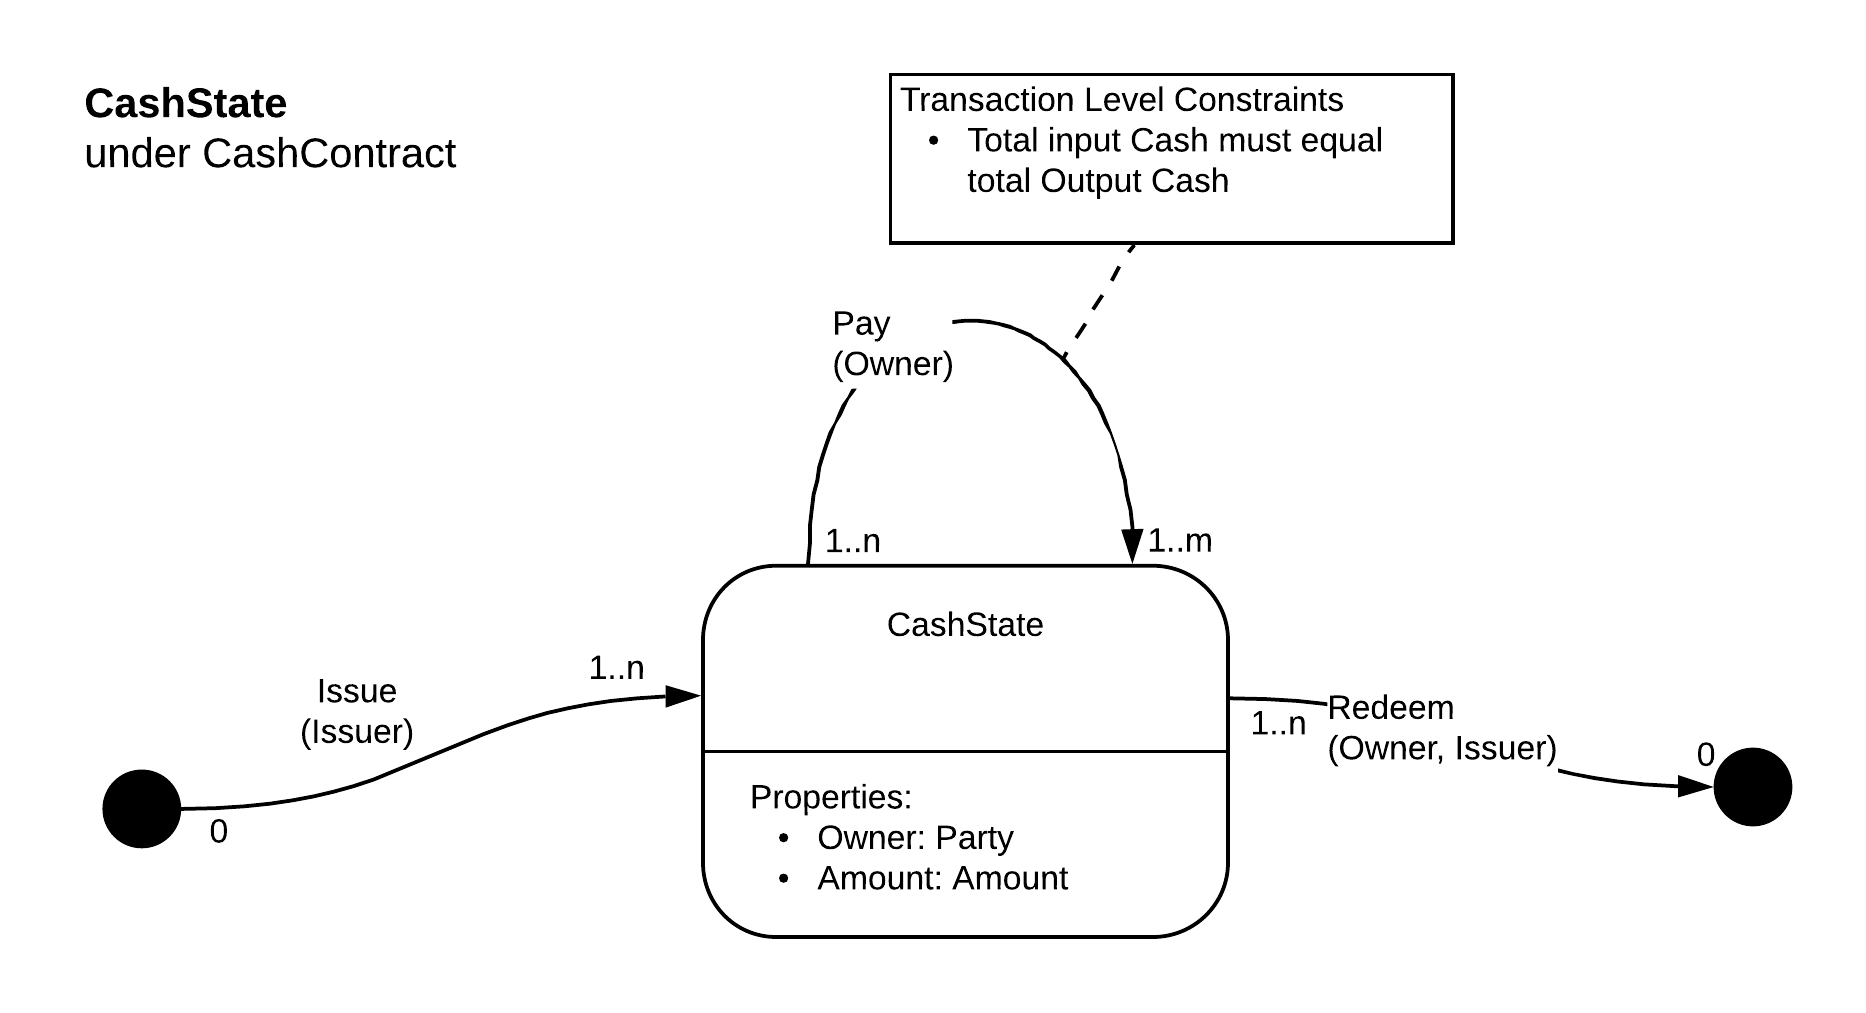 CashState
under CashContract
Transaction Level Constraints
• Total input Cash must equal
total Output Cash
Pay
(Owner)
1..n
1..m
CashState
1..n
Issue
(Issuer)
0
1..n
Redeem
(Owner, Issuer)
0
Properties:
• Owner: Party
• Amount: Amount